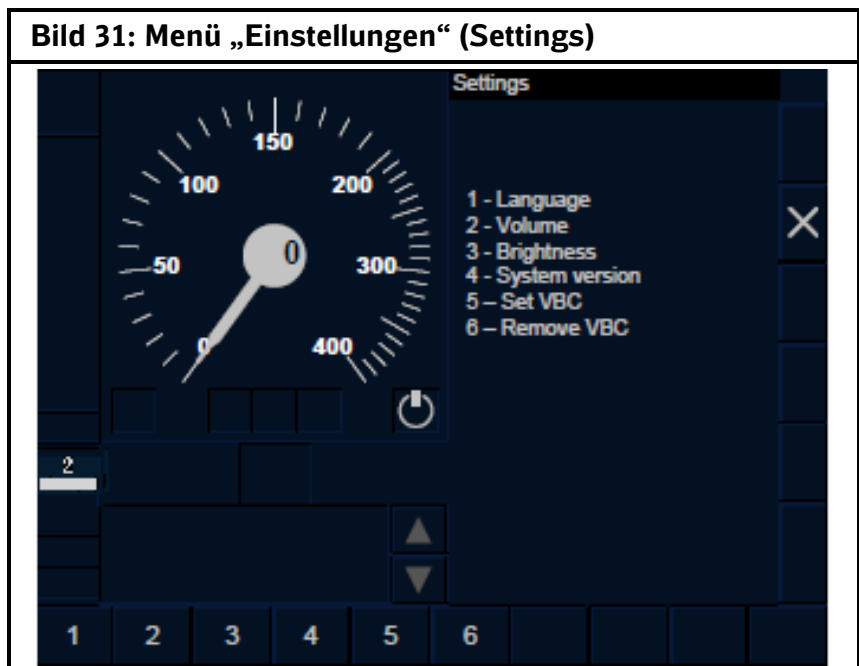 Bild 31: Menü „Einstellungen“ (Settings)
Settings
150
100
200
50
0
300
0
400
1 - Language
2 - Volume
3 - Brightness
4 - System version
5 – Set VBC
6 – Remove VBC
2
1 2 3 4 5 6